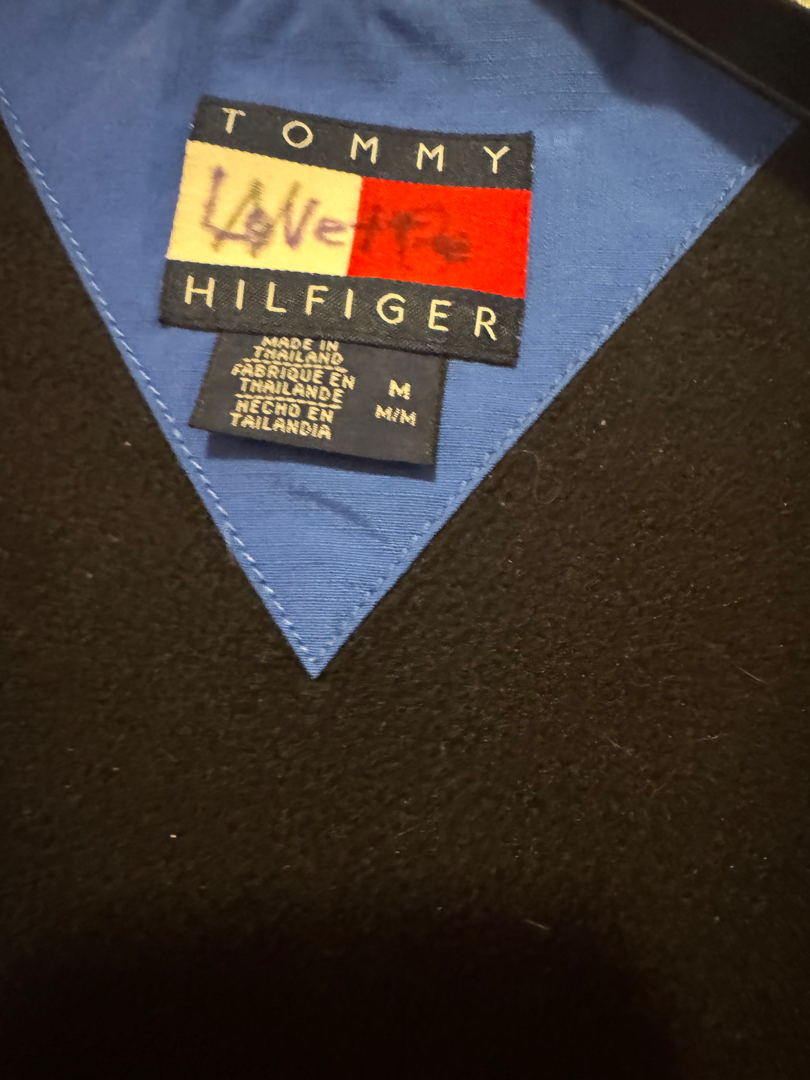 TOMMY
HILFIGER
MADE IN
THAILAND
FABRIQUE EN
THAILANDE
HECHO EN
TAILANDIA
M
M/M